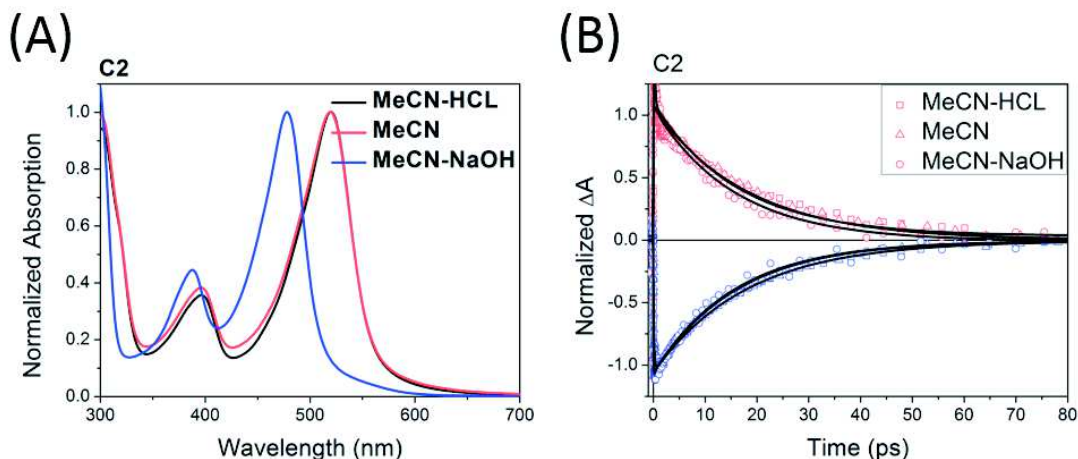 (A)
C2
MeCN-HCL
MeCN
MeCN-NaOH
1.0
0.8
0.6
0.4
0.2
0.0
Normalized Absorption
300
400
500
600
700
Wavelength (nm)
(B)
C2
MeCN-HCL
MeCN
MeCN-NaOH
1.0
0.5
0.0
-0.5
-1.0
Normalized ΔA
0
10
20
30
40
50
60
70
80
Time (ps)